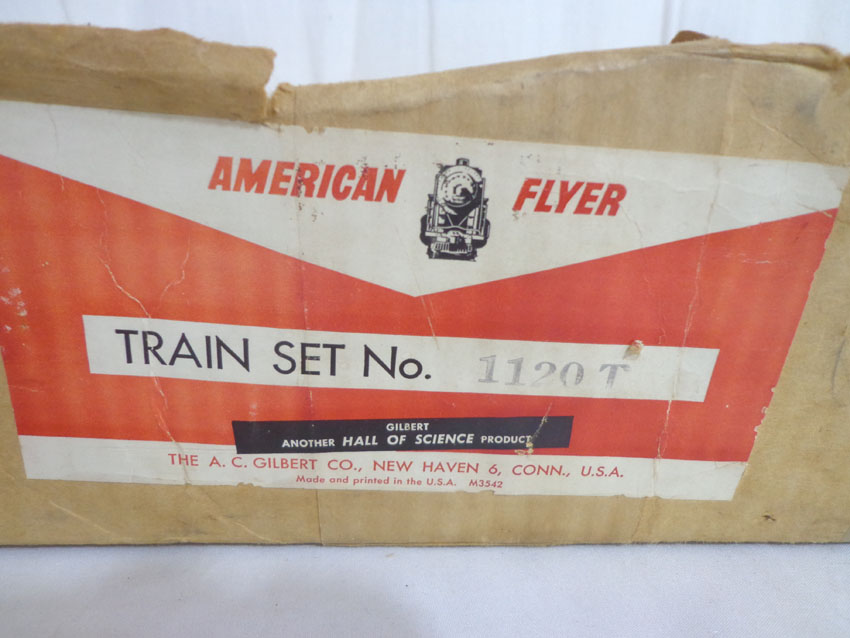 AMERICAN FLYER
TRAIN SET No. 1120 T
GILBERT
ANOTHER HALL OF SCIENCE PRODUCT
THE A. C. GILBERT CO., NEW HAVEN 6, CONN., U.S.A.
Made and printed in the U.S.A. M3542